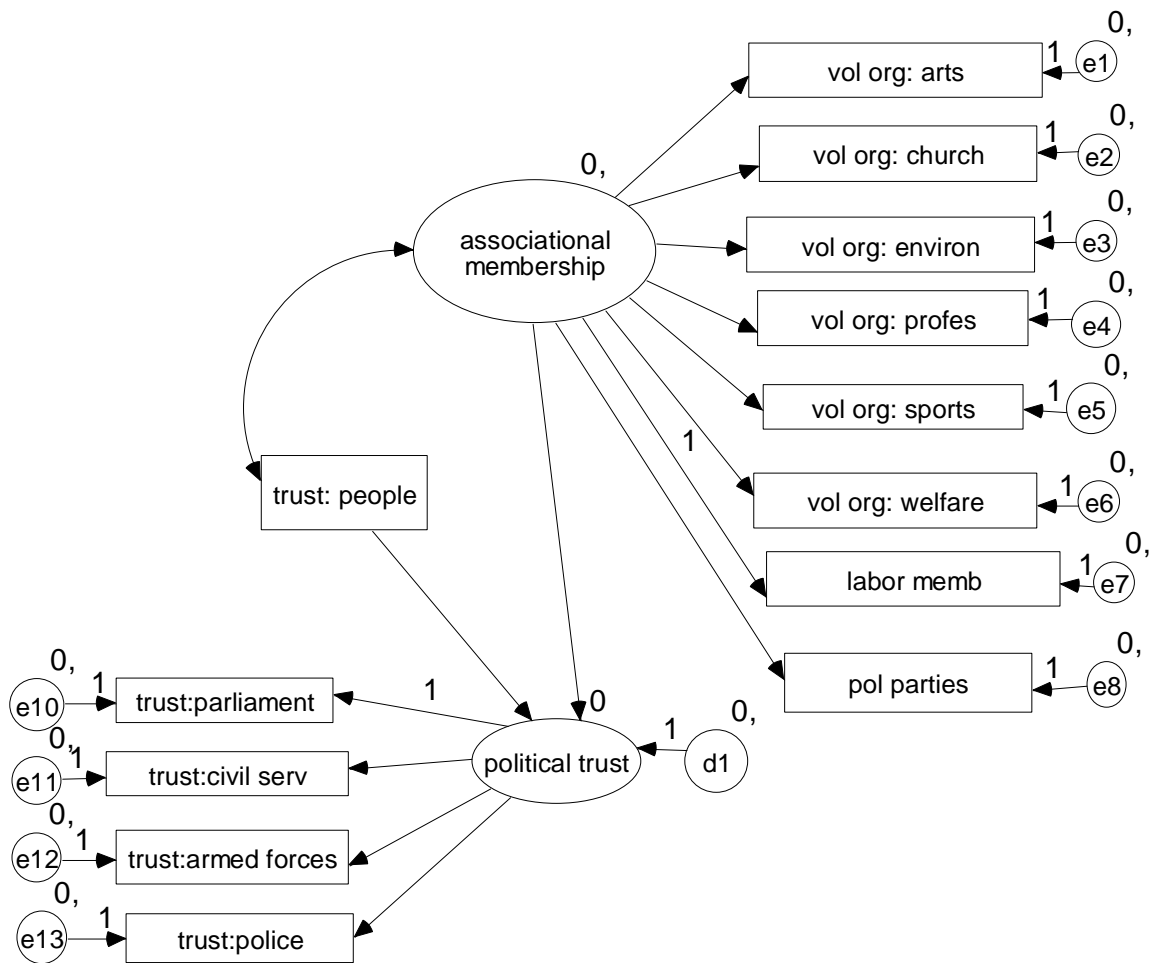 0,
vol org: arts
1
e1
0,
vol org: church
1
e2
0,
associational
membership
0,
vol org: environ
1
e3
0,
vol org: profes
1
e4
0,
vol org: sports
1
e5
1
0,
trust: people
vol org: welfare
1
e6
0,
labor memb
1
e7
0,
pol parties
1
e8
0,
e10
1
trust:parliament
1
0
0,
e11
1
trust:civil serv
political trust
1
0,
d1
0,
e12
1
trust:armed forces
0,
e13
1
trust:police